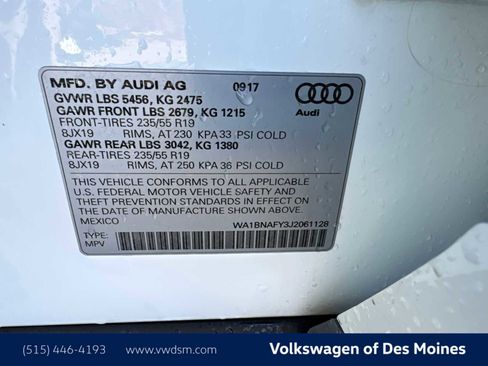 MFD. BY AUDI AG 0917
GVWR LBS 5456, KG 2475
GAWR FRONT LBS 2679, KG 1215
FRONT-TIRES 235/55 R19
8JX19 RIMS, AT 230 KPA 33 PSI COLD
GAWR REAR LBS 3042, KG 1380
REAR-TIRES 235/55 R19
8JX19 RIMS, AT 250 KPA 36 PSI COLD
Audi
THIS VEHICLE CONFORMS TO ALL APPLICABLE
U.S. FEDERAL MOTOR VEHICLE SAFETY AND
THEFT PREVENTION STANDARDS IN EFFECT ON
THE DATE OF MANUFACTURE SHOWN ABOVE.
MEXICO
WA1BNAFY3J2061128
TYPE:
MPV
(515) 446-4193 www.vwdsm.com Volkswagen of Des Moines